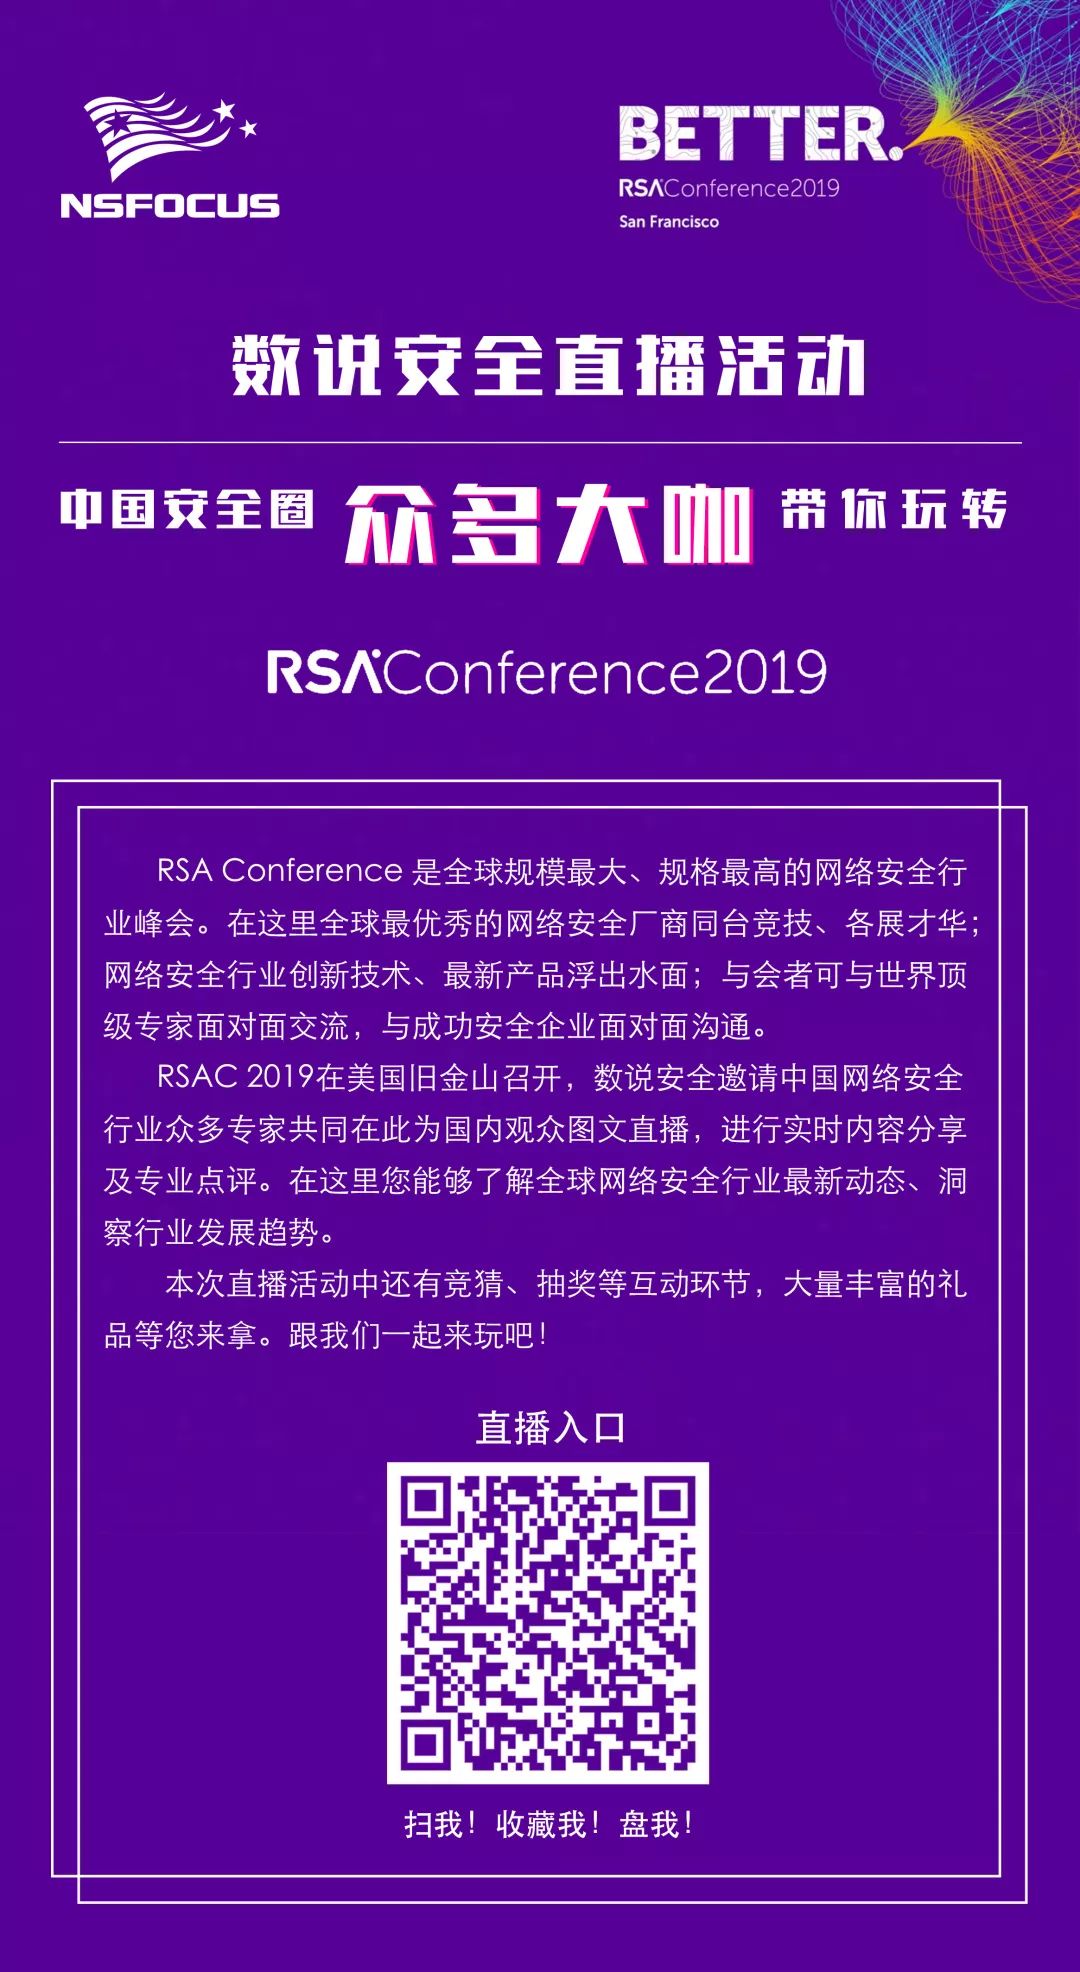 NSFOCUS
BETTER.
RSAConference2019
San Francisco
数说安全直播活动
中国安全圈 众多大咖 带你玩转
RSAConference2019
RSA Conference 是全球规模最大、规格最高的网络安全行
业峰会。在这里全球最优秀的网络安全厂商同台竞技、各展才华；
网络安全行业创新技术、最新产品浮出水面；与会者可与世界顶
级专家面对面交流，与成功安全企业面对面沟通。
RSAC 2019在美国旧金山召开，数说安全邀请中国网络安全
行业众多专家共同在此为国内观众图文直播，进行实时内容分享
及专业点评。在这里您能够了解全球网络安全行业最新动态、洞
察行业发展趋势。
本次直播活动中还有竞猜、抽奖等互动环节，大量丰富的礼
品等您来拿。跟我们一起来玩吧！
直播入口
扫我！收藏我！盘我！